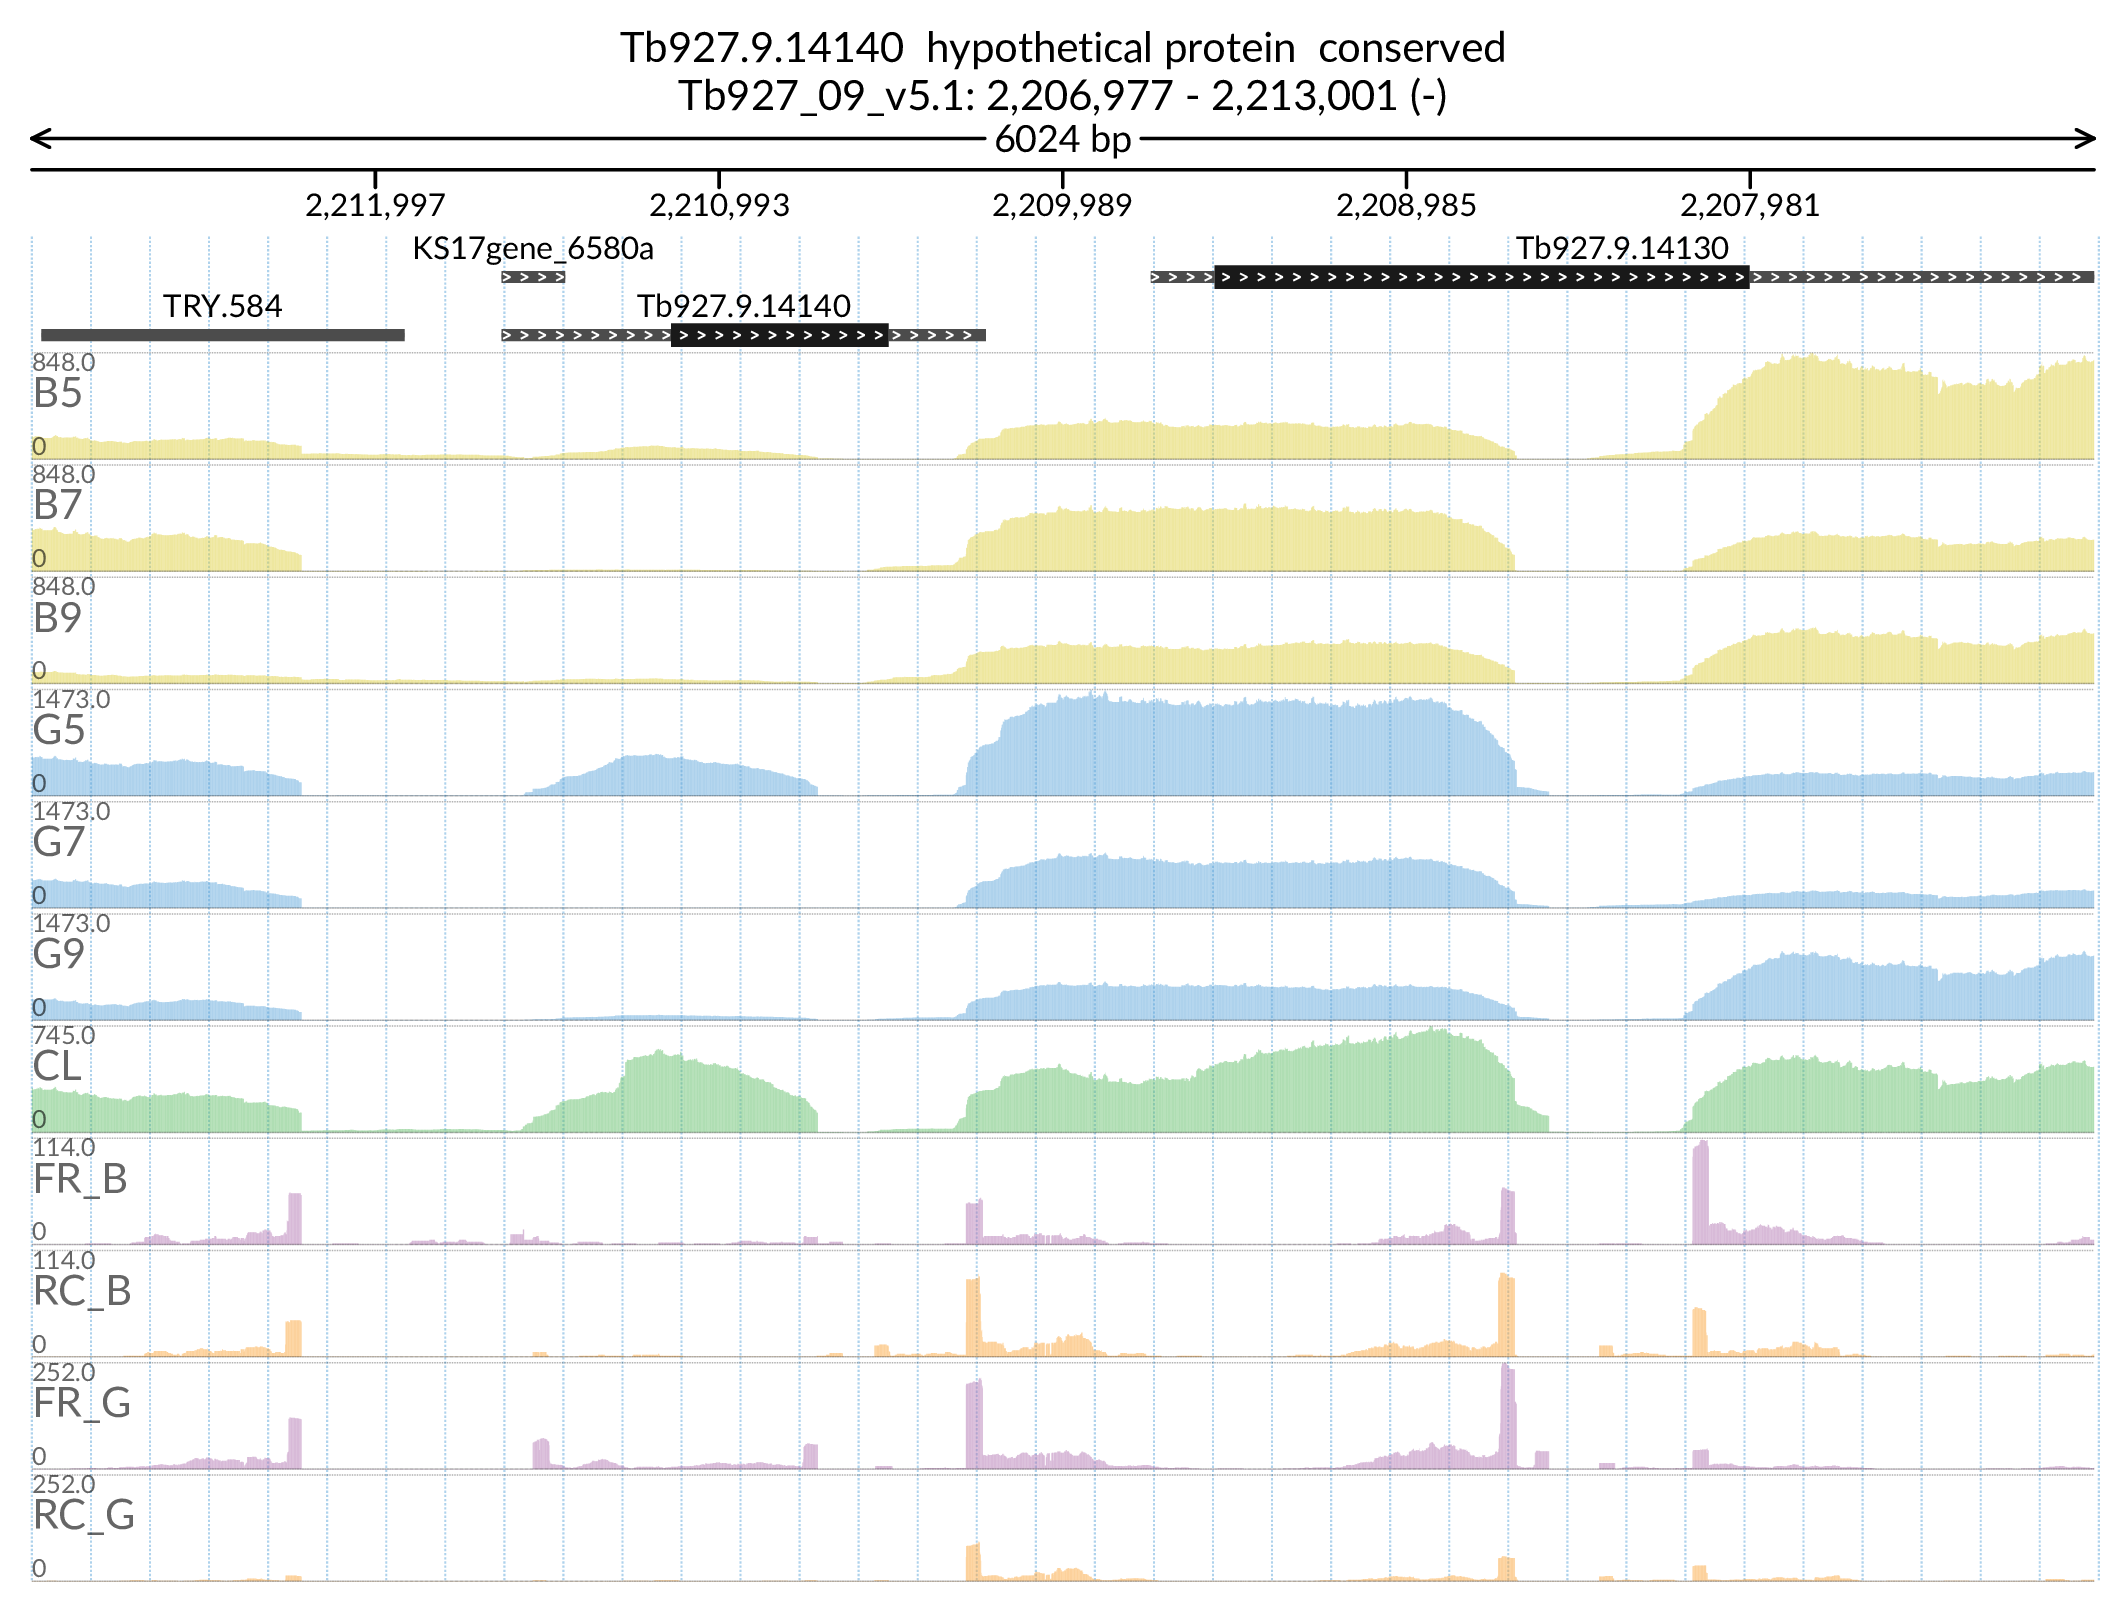 Tb927.9.14140  hypothetical protein  conserved
Tb927_09_v5.1: 2,206,977 - 2,213,001 (-)
6024 bp
2,211,997 2,210,993 2,209,989 2,208,985 2,207,981
KS17gene_6580a Tb927.9.14130
TRY.584 Tb927.9.14140
848.0
B5
0
848.0
B7
0
848.0
B9
0
1473.0
G5
0
1473.0
G7
0
1473.0
G9
0
745.0
CL
0
114.0
FR_B
0
114.0
RC_B
0
252.0
FR_G
0
252.0
RC_G
0